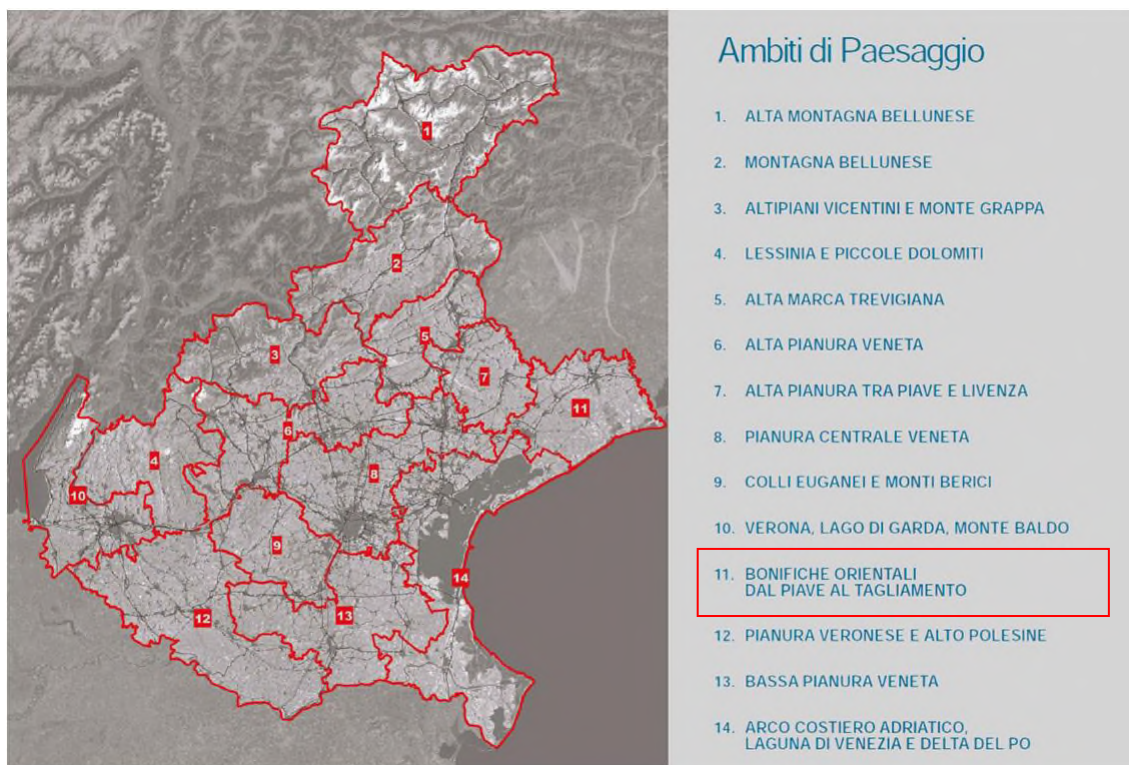 Ambiti di Paesaggio
1. ALTA MONTAGNA BELLUNESE
2. MONTAGNA BELLUNESE
3. ALTIPIANI VICENTINI E MONTE GRAPPA
4. LESSINIA E PICCOLE DOLOMITI
5. ALTA MARCA TREVIGIANA
6. ALTA PIANURA VENETA
7. ALTA PIANURA TRA PIAVE E LIVENZA
8. PIANURA CENTRALE VENETA
9. COLLI EUGANEI E MONTI BERICI
10. VERONA, LAGO DI GARDA, MONTE BALDO
11. BONIFICHE ORIENTALI
DAL PIAVE AL TAGLIAMENTO
12. PIANURA VERONESE E ALTO POLESINE
13. BASSA PIANURA VENETA
14. ARCO COSTIERO ADRIATICO,
LAGUNA DI VENEZIA E DELTA DEL PO
1
2
3
5
7
11
6
4
8
10
9
14
12
13